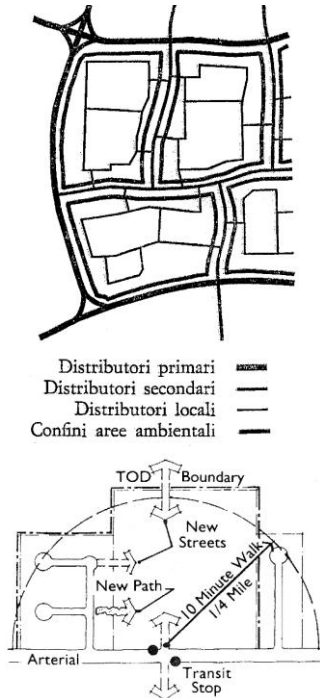 Distributori primari
Distributori secondari
Distributori locali
Confini aree ambientali
TOD Boundary
New
Streets
New Path
10 Minute Walk
1/4 Mile
Arterial
Transit
Stop